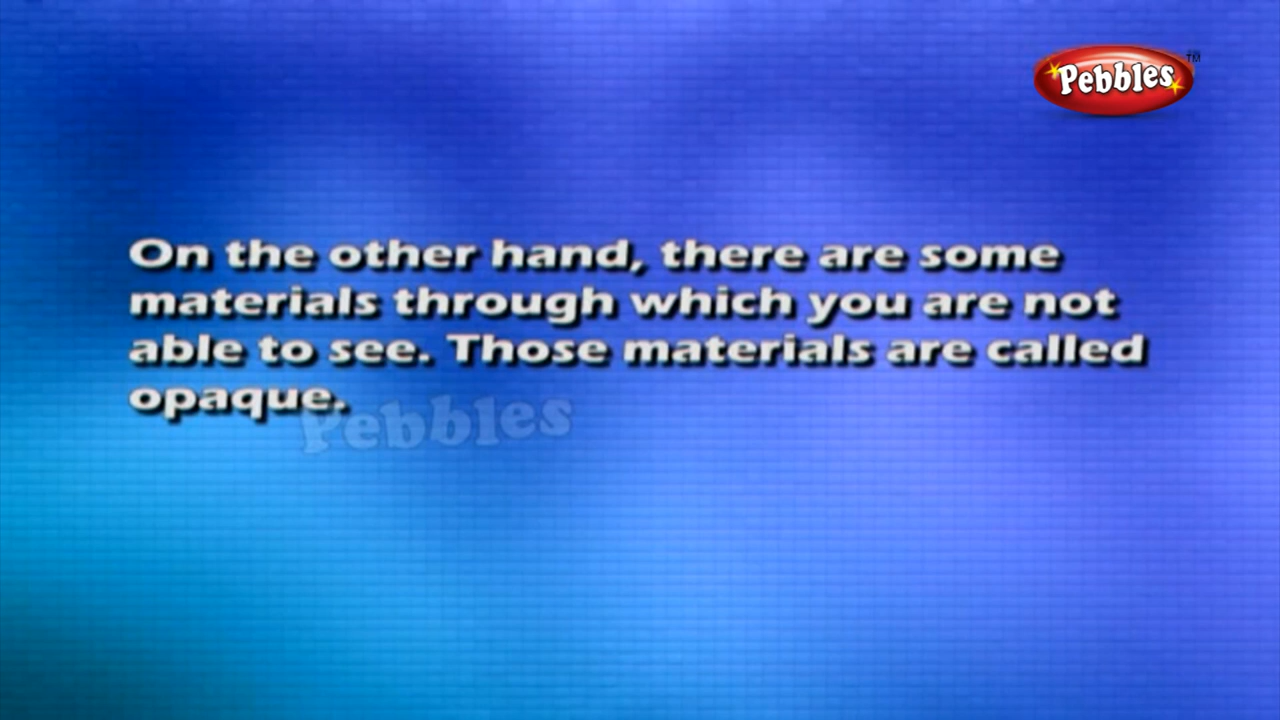 Pebbles™
On the other hand, there are some
materials through which you are not
able to see. Those materials are called
opaque.
Pebbles